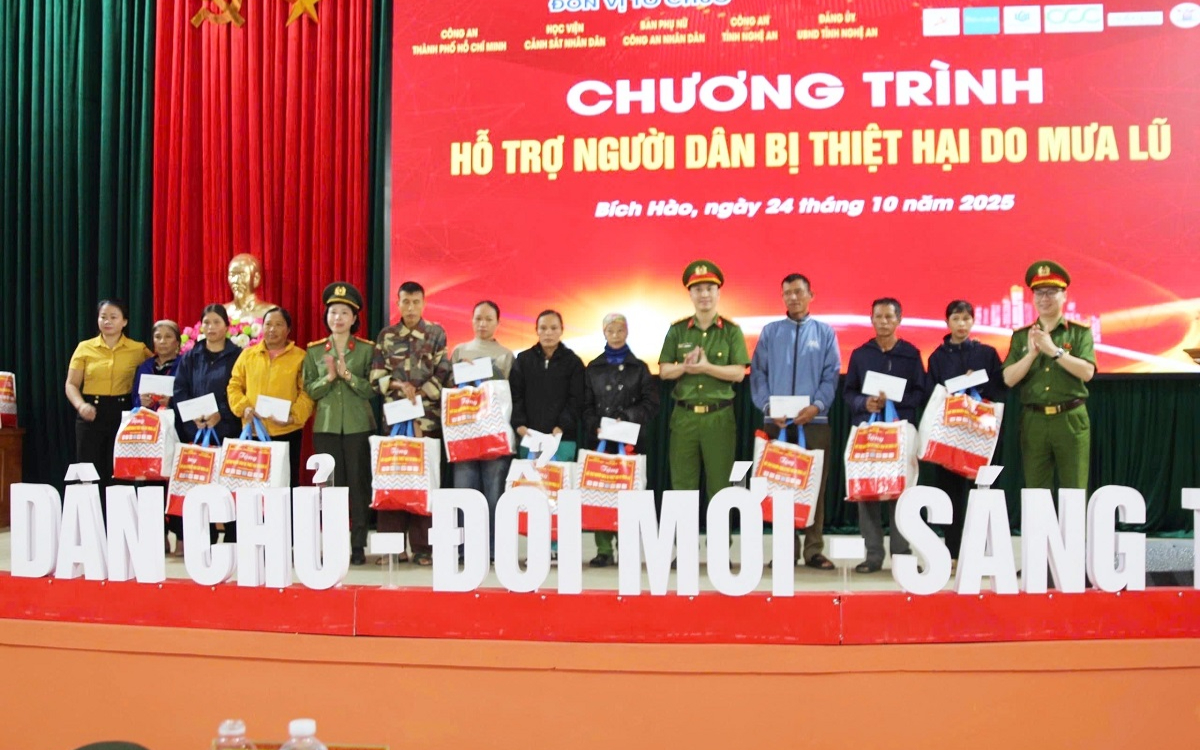 ĐƠN VỊ TỔ CHỨC
CÔNG AN
THÀNH PHỐ HỒ CHÍ MINH
HỌC VIỆN
CẢNH SÁT NHÂN DÂN
BAN PHỤ NỮ
CÔNG AN NHÂN DÂN
CÔNG AN
TỈNH NGHỆ AN
ĐẢNG ỦY
UBND TỈNH NGHỆ AN
CHƯƠNG TRÌNH
HỖ TRỢ NGƯỜI DÂN BỊ THIỆT HẠI DO MƯA LŨ
Bích Hào, ngày 24 tháng 10 năm 2025
DÂN CHỦ - ĐỔI MỚI - SÁNG T